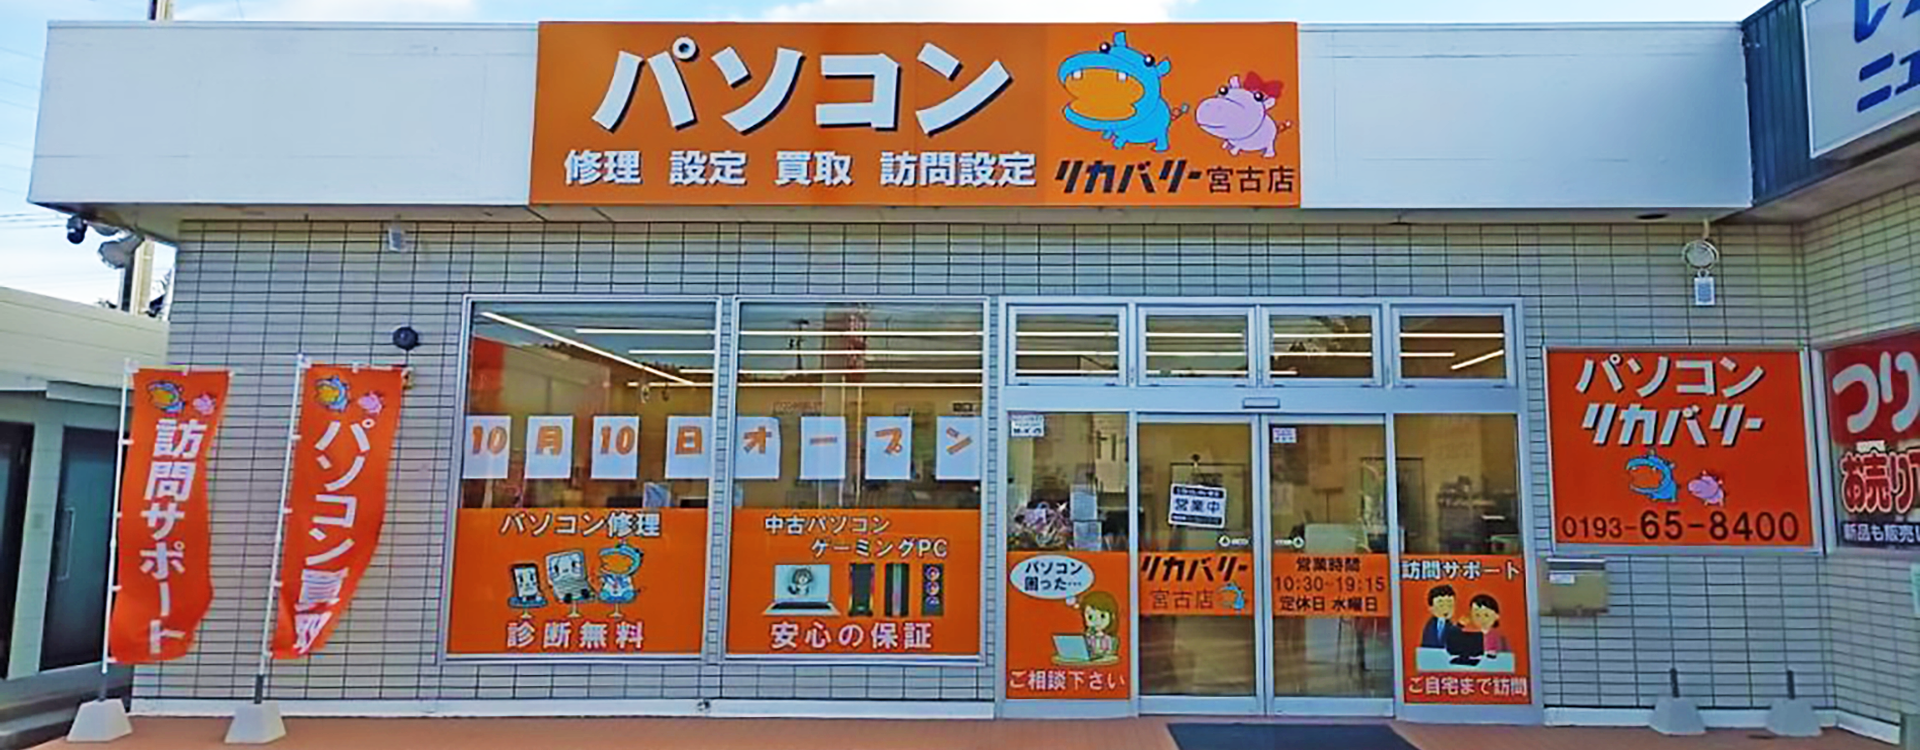 パソコン
修理 設定 買取 訪問設定
リカバリー宮古店
訪問サポート
パソコン買取
10月10日オープン
パソコン修理
診断無料
中古パソコン
ゲーミングPC
安心の保証
営業中
パソコン
困った…
ご相談下さい
リカバリー
宮古店
営業時間
10:30-19:15
定休日 水曜日
訪問サポート
ご自宅まで訪問
パソコン
リカバリー
0193-65-8400
つり
お売り
新品も販売
ニュ